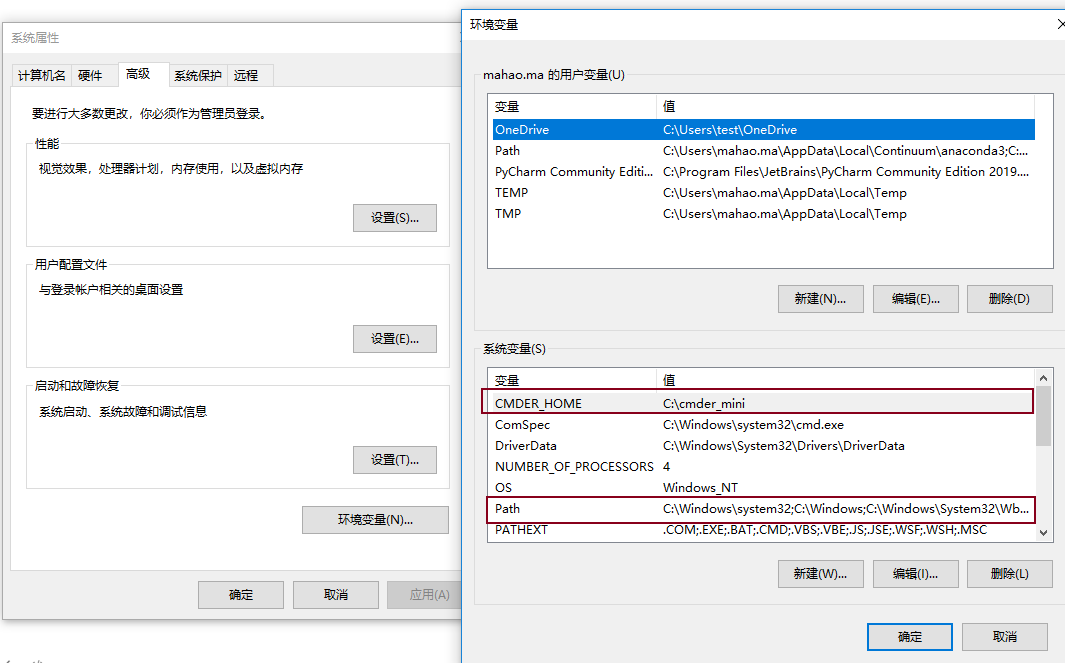 系统属性
计算机名 硬件 高级 系统保护 远程
要进行大多数更改，你必须作为管理员登录。
性能
视觉效果，处理器计划，内存使用，以及虚拟内存
设置(S)...
用户配置文件
与登录帐户相关的桌面设置
设置(E)...
启动和故障恢复
系统启动、系统故障和调试信息
设置(T)...
环境变量(N)...
确定 取消 应用(A)
环境变量
mahao.ma 的用户变量(U)
变量 值
OneDrive C:\Users\test\OneDrive
Path C:\Users\mahao.ma\AppData\Local\Continuum\anaconda3;C:...
PyCharm Community Editi... C:\Program Files\JetBrains\PyCharm Community Edition 2019....
TEMP C:\Users\mahao.ma\AppData\Local\Temp
TMP C:\Users\mahao.ma\AppData\Local\Temp
新建(N)... 编辑(E)... 删除(D)
系统变量(S)
变量 值
CMDER_HOME C:\cmder_mini
ComSpec C:\Windows\system32\cmd.exe
DriverData C:\Windows\System32\Drivers\DriverData
NUMBER_OF_PROCESSORS 4
OS Windows_NT
Path C:\Windows\system32;C:\Windows;C:\Windows\System32\Wb...
PATHEXT .COM;.EXE;.BAT;.CMD;.VBS;.VBE;.JS;.JSE;.WSF;.WSH;.MSC
新建(W)... 编辑(I)... 删除(L)
确定 取消